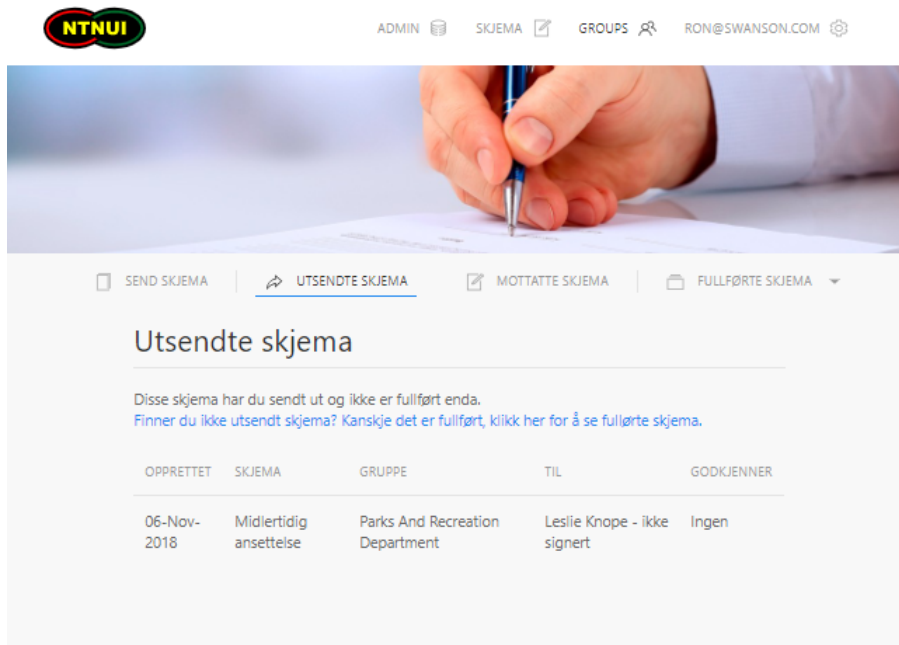 NTNUI
ADMIN SKJEMA GROUPS RON@SWANSON.COM
SEND SKJEMA UTSENDTE SKJEMA MOTTATTE SKJEMA FULLFØRTE SKJEMA
Utsendte skjema
Disse skjema har du sendt ut og ikke er fullført enda.
Finner du ikke utsendt skjema? Kanskje det er fullført, klikk her for å se fullørte skjema.
OPPRETTET SKJEMA GRUPPE TIL GODKJENNER
06-Nov- Midlertidig Parks And Recreation Leslie Knope - ikke Ingen
2018 ansettelse Department signert